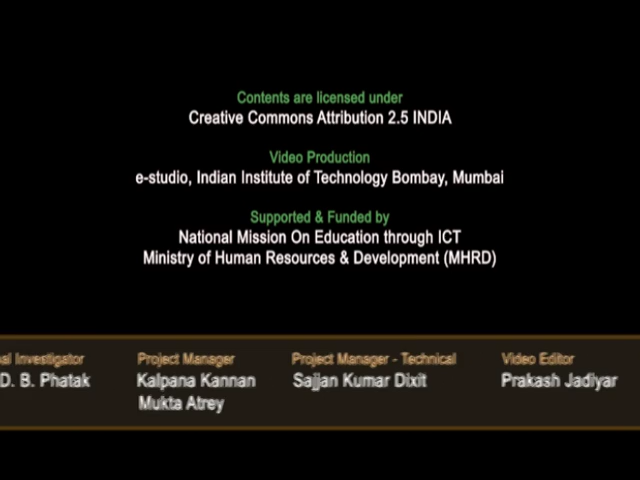 Contents are licensed under
Creative Commons Attribution 2.5 INDIA
Video Production
e-studio, Indian Institute of Technology Bombay, Mumbai
Supported & Funded by
National Mission On Education through ICT
Ministry of Human Resources & Development (MHRD)
Investigator Project Manager Project Manager - Technical Video Editor
D. B. Phatak Kalpana Kannan Sajjan Kumar Dixit Prakash Jadiyar
Mukta Atrey